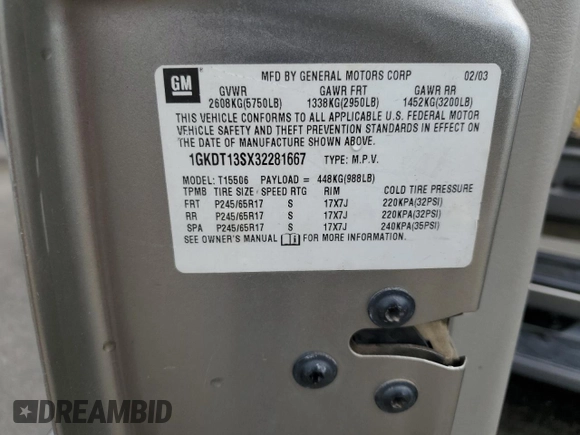 GM
MFD BY GENERAL MOTORS CORP 02/03
GVWR GAWR FRT GAWR RR
2608KG(5750LB) 1338KG(2950LB) 1452KG(3200LB)
THIS VEHICLE CONFORMS TO ALL APPLICABLE U.S. FEDERAL MOTOR
VEHICLE SAFETY AND THEFT PREVENTION STANDARDS IN EFFECT ON
THE DATE OF MANUFACTURE SHOWN ABOVE.
1GKDT13SX32281667 TYPE: M.P.V.
MODEL: T15506 PAYLOAD = 448KG(988LB)
TPMB TIRE SIZE SPEED RTG RIM COLD TIRE PRESSURE
FRT P245/65R17 S 17X7J 220KPA(32PSI)
RR P245/65R17 S 17X7J 220KPA(32PSI)
SPA P245/65R17 S 17X7J 240KPA(35PSI)
SEE OWNER'S MANUAL i FOR MORE INFORMATION.
DREAMBID